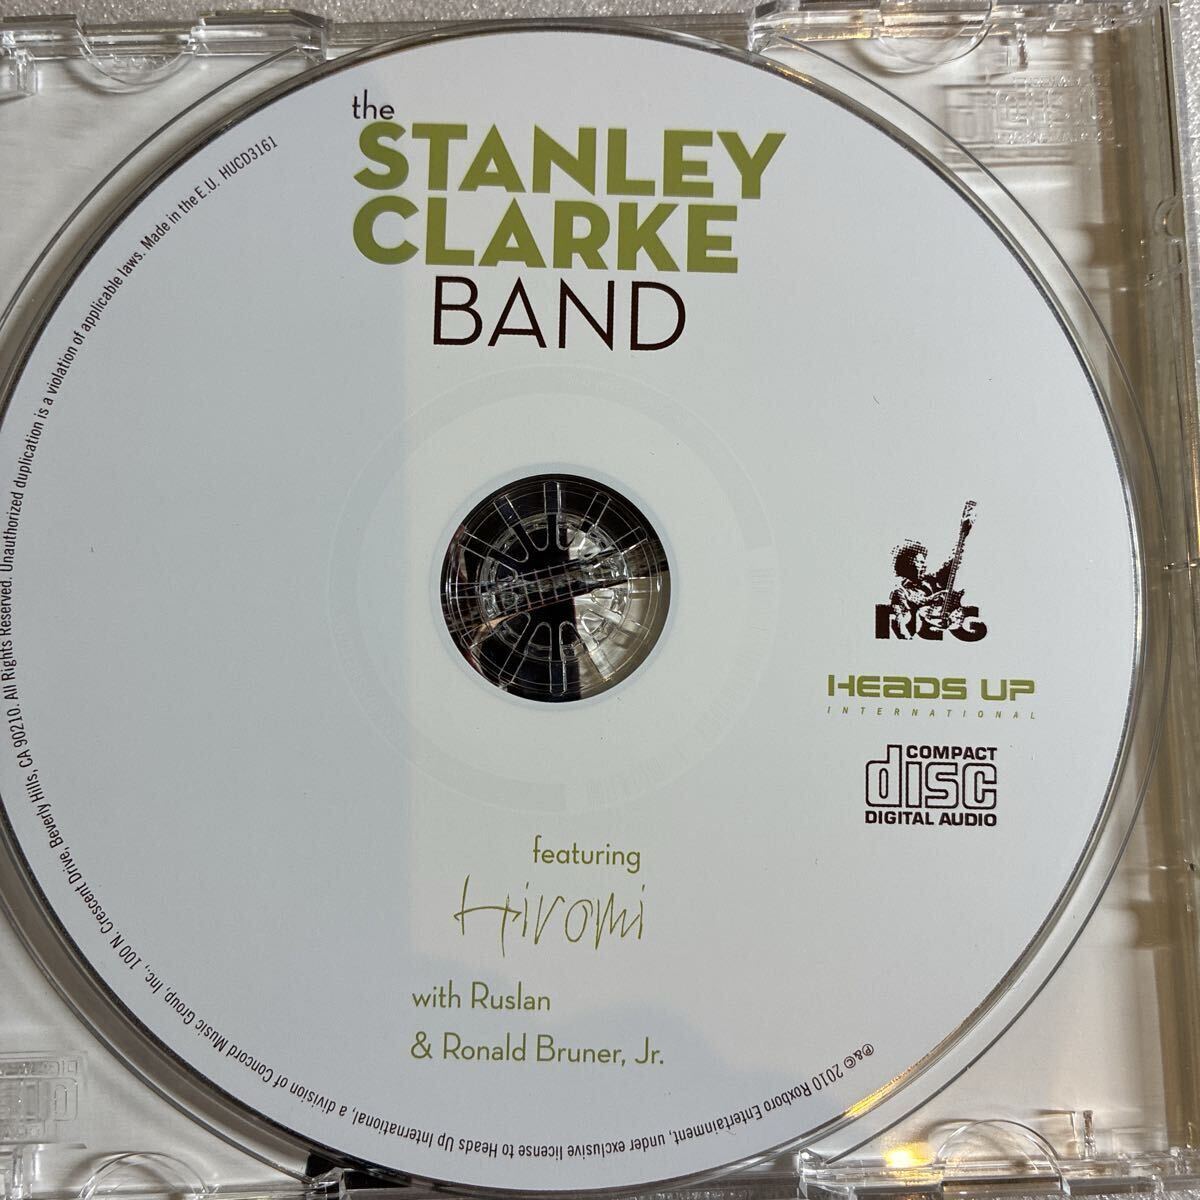 the
STANLEY
CLARKE
BAND
REG
HEADS UP
INTERNATIONAL
COMPACT
disc
DIGITAL AUDIO
featuring
Hiromi
with Ruslan
& Ronald Bruner, Jr.
℗&© 2010 Roxboro Entertainment, under exclusive license to Heads Up International, a division of Concord Music Group, Inc., 100 N. Crescent Drive, Beverly Hills, CA 90210. All Rights Reserved. Unauthorized duplication is a violation of applicable laws. Made in the E.U. HUCD3161